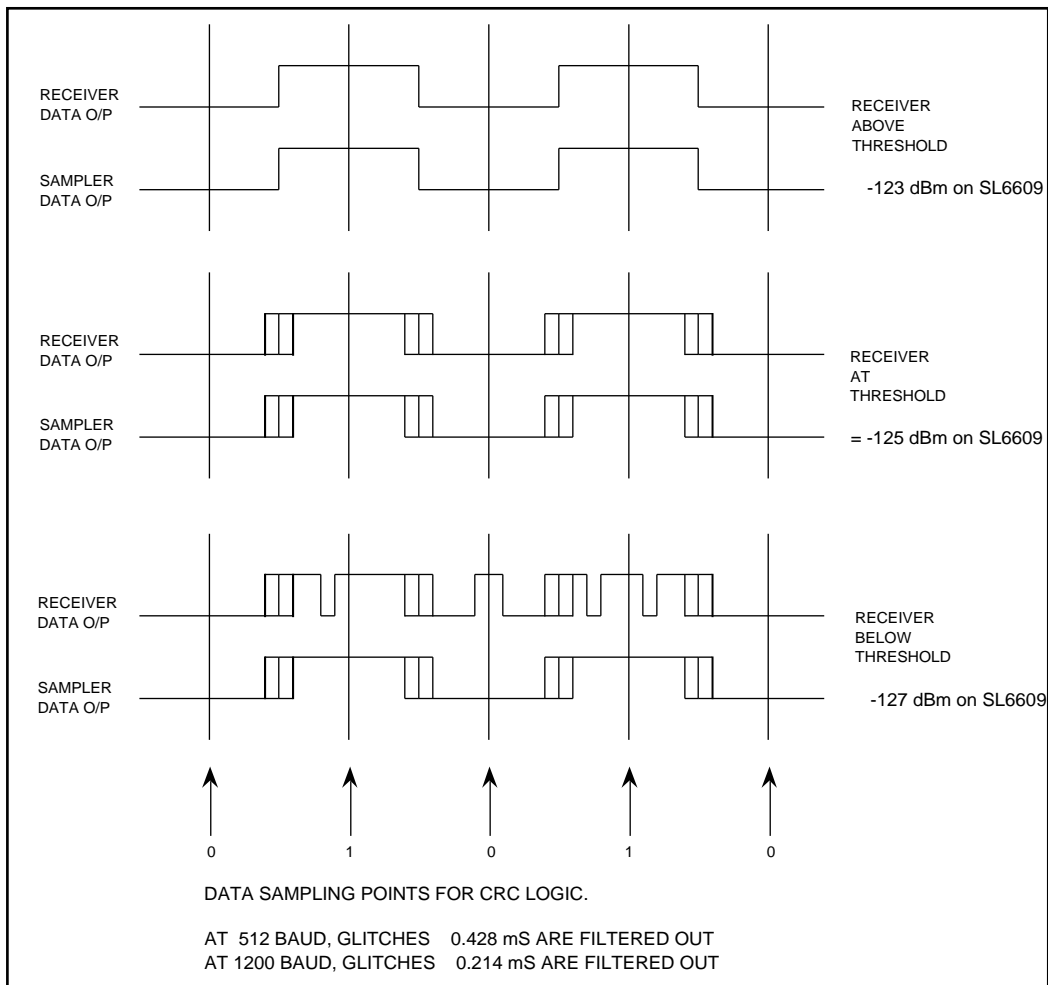 RECEIVER
DATA O/P
RECEIVER
ABOVE
THRESHOLD
SAMPLER
DATA O/P
-123 dBm on SL6609
RECEIVER
DATA O/P
RECEIVER
AT
THRESHOLD
SAMPLER
DATA O/P
= -125 dBm on SL6609
RECEIVER
DATA O/P
RECEIVER
BELOW
THRESHOLD
SAMPLER
DATA O/P
-127 dBm on SL6609
0 1 0 1 0
DATA SAMPLING POINTS FOR CRC LOGIC.
AT 512 BAUD, GLITCHES 0.428 mS ARE FILTERED OUT
AT 1200 BAUD, GLITCHES 0.214 mS ARE FILTERED OUT